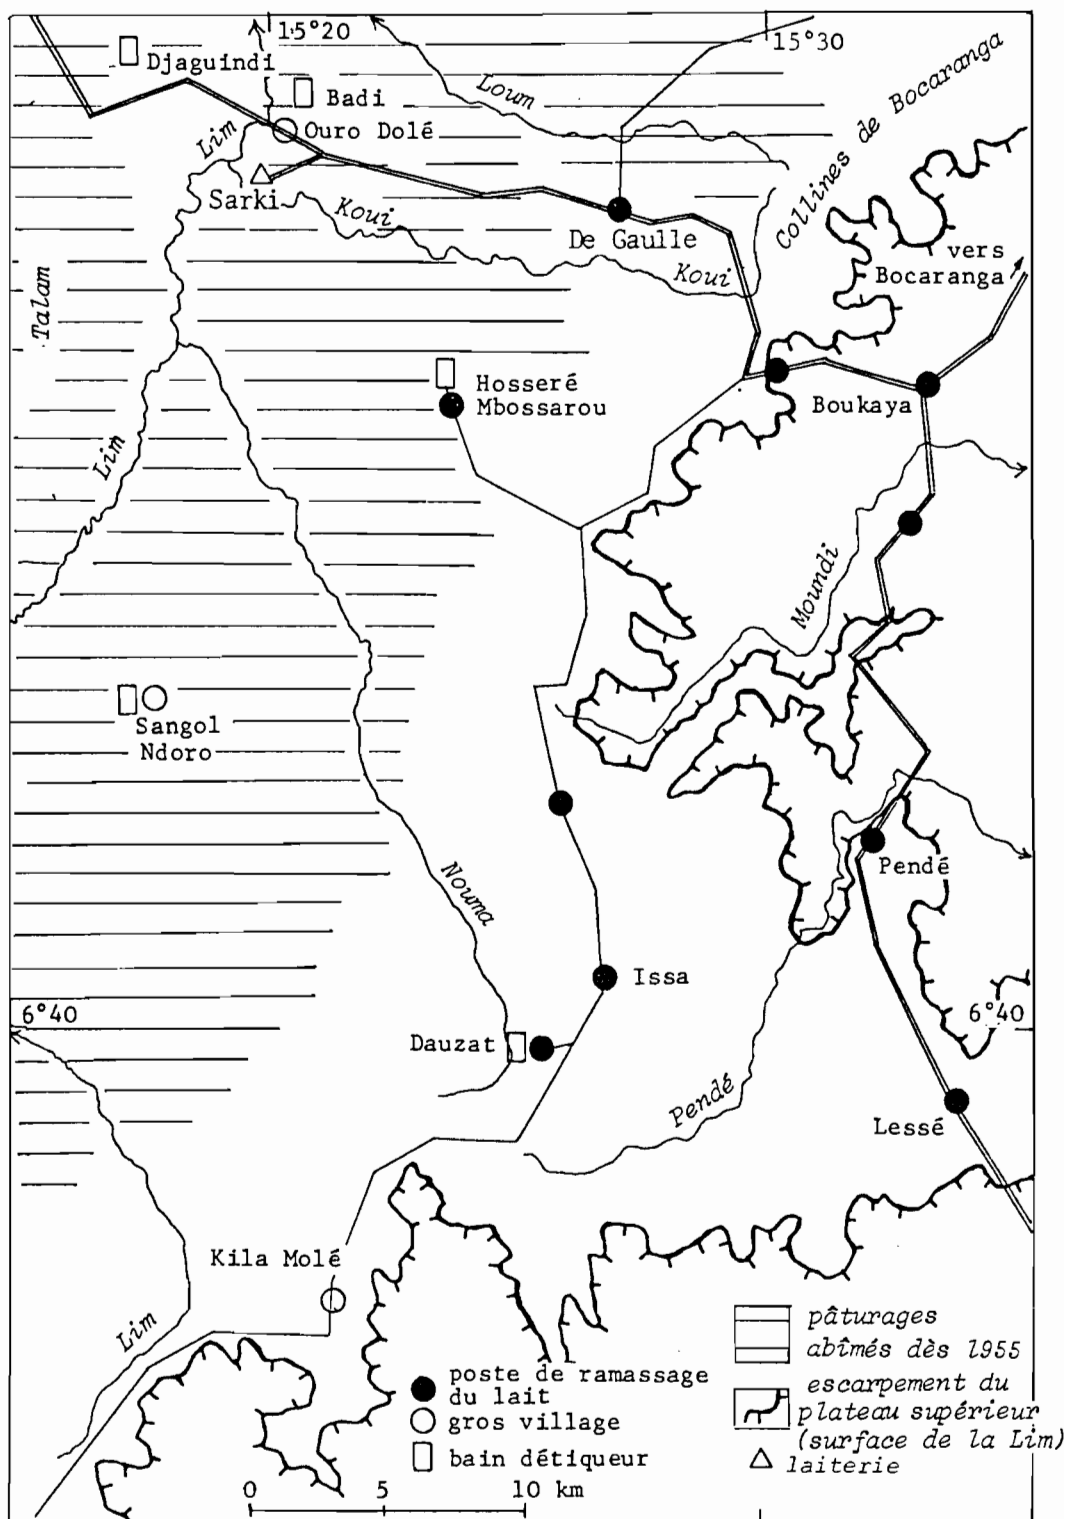 15°20
15°30
Djaguindi
Badi
Loum
Collines de Bocaranga
Lim
Ouro Dolé
Sarki
Koui
De Gaulle
Koui
vers
Bocaranga
Talam
Hosseré
Mbossarou
Boukaya
Lim
Moundi
Sangol
Ndoro
Nouma
Pendé
Issa
6°40
6°40
Dauzat
Pendé
Lessé
Kila Molé
Lim
pâturages
abîmés dès 1955
poste de ramassage
du lait
gros village
bain détiqueur
escarpement du
plateau supérieur
(surface de la Lim)
laiterie
0 5 10 km